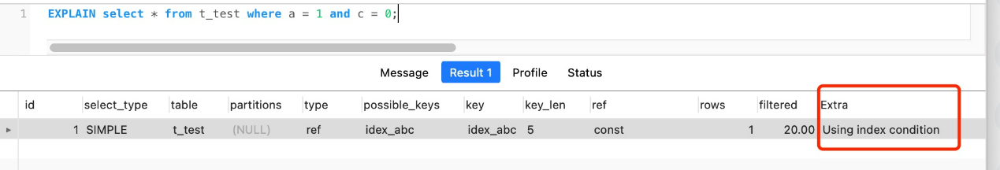 1 EXPLAIN select * from t_test where a = 1 and c = 0;
Message Result 1 Profile Status
id select_type table partitions type possible_keys key key_len ref rows filtered Extra
1 SIMPLE t_test (NULL) ref idex_abc idex_abc 5 const 1 20.00 Using index condition